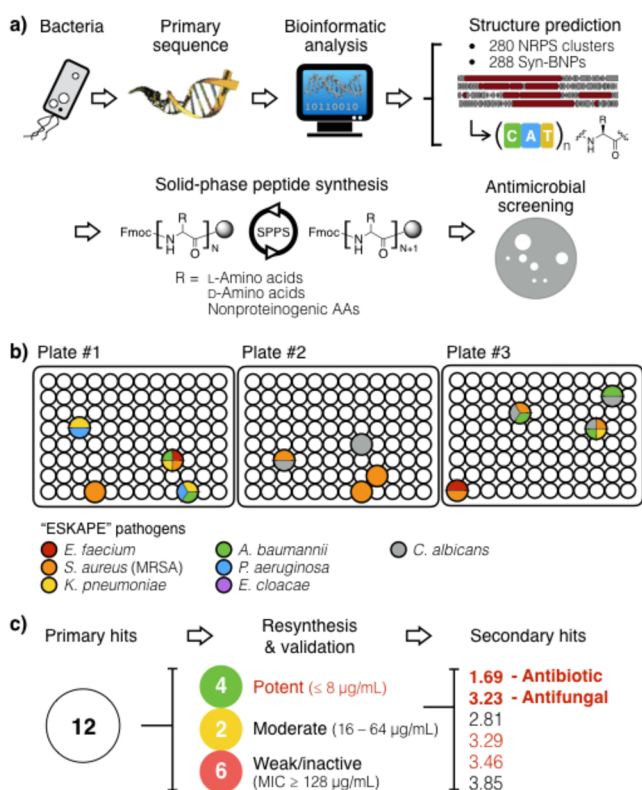 a)
Bacteria
Primary
sequence
Bioinformatic
analysis
Structure prediction
• 280 NRPS clusters
• 288 Syn-BNPs
10110010
(C A T)n
R
N
H
O
Solid-phase peptide synthesis
Fmoc
R
N
H
O
N
SPPS
Fmoc
R
N
H
O
N+1
R = L-Amino acids
D-Amino acids
Nonproteinogenic AAs
Antimicrobial
screening
b)
Plate #1
Plate #2
Plate #3
"ESKAPE" pathogens
E. faecium
S. aureus (MRSA)
K. pneumoniae
A. baumannii
P. aeruginosa
E. cloacae
C. albicans
c)
Primary hits
Resynthesis
& validation
Secondary hits
12
4 Potent (≤ 8 µg/mL)
2 Moderate (16 – 64 µg/mL)
6 Weak/inactive
(MIC ≥ 128 µg/mL)
1.69 - Antibiotic
3.23 - Antifungal
2.81
3.29
3.46
3.85